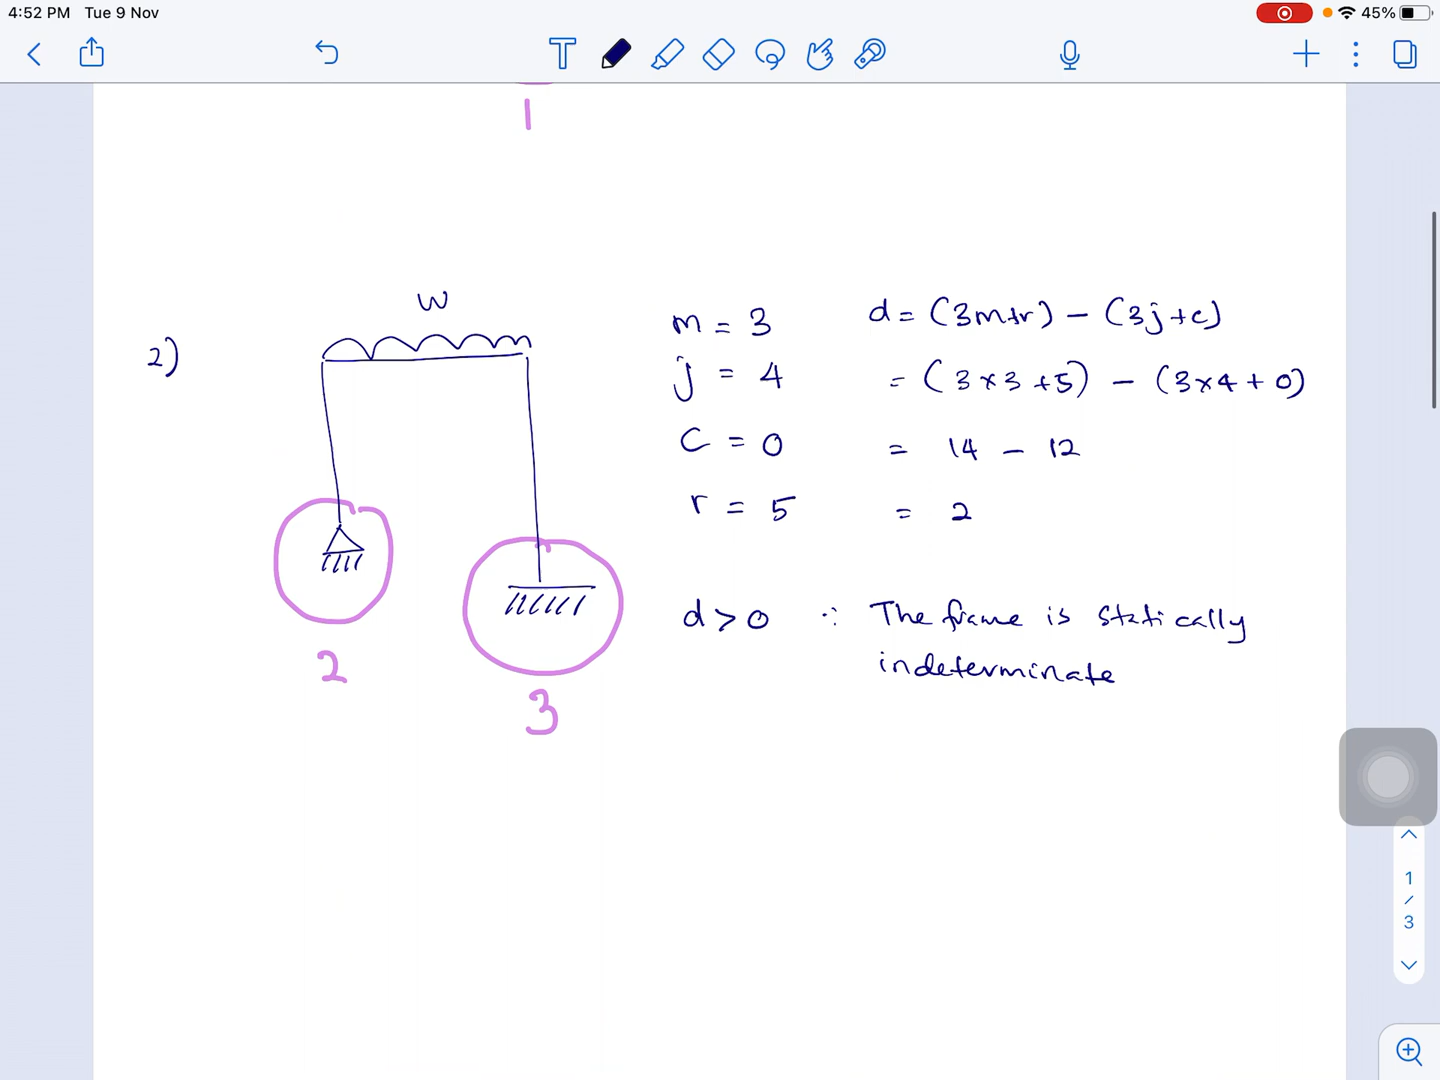 4:52 PM Tue 9 Nov
45%
T
1
W
2)
m = 3
j = 4
c = 0
r = 5
d = (3m+r) - (3j+c)
= (3×3+5) - (3×4+0)
= 14 - 12
= 2
2
3
d > 0 ∴ The frame is statically
indeterminate
1
/
3